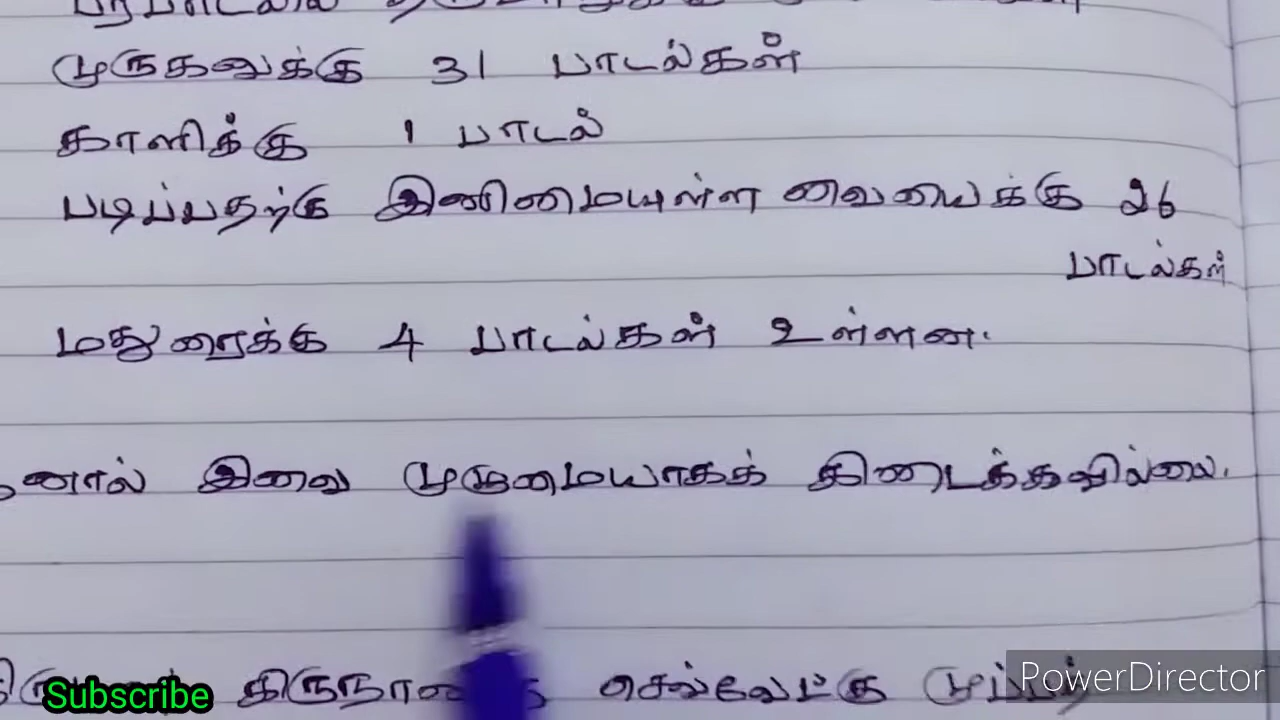 முருகனுக்கு 31 பாடல்கள்
காளிக்கு 1 பாடல்
படிப்பதற்கு இனிமையுள்ள வையைக்கு 26
பாடல்கள்
மதுரைக்கு 4 பாடல்கள் உள்ளன.
னால் இவை முழுமையாகக் கிடைக்கவில்லை.
செவ்வேட்கு முப்பத்
Subscribe
PowerDirector